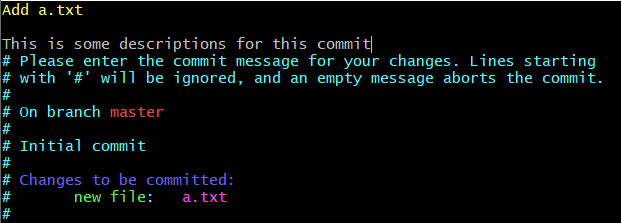 Add a.txt
This is some descriptions for this commit
# Please enter the commit message for your changes. Lines starting
# with '#' will be ignored, and an empty message aborts the commit.
#
# On branch master
#
# Initial commit
#
# Changes to be committed:
#       new file:   a.txt
#